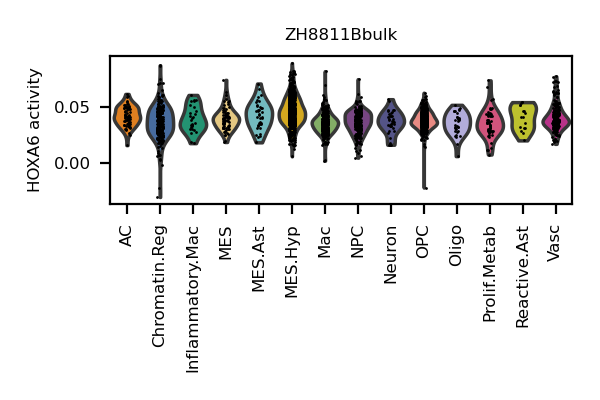 ZH8811Bbulk
HOXA6 activity
0.05
0.00
AC
Chromatin.Reg
Inflammatory.Mac
MES
MES.Ast
MES.Hyp
Mac
NPC
Neuron
OPC
Oligo
Prolif.Metab
Reactive.Ast
Vasc